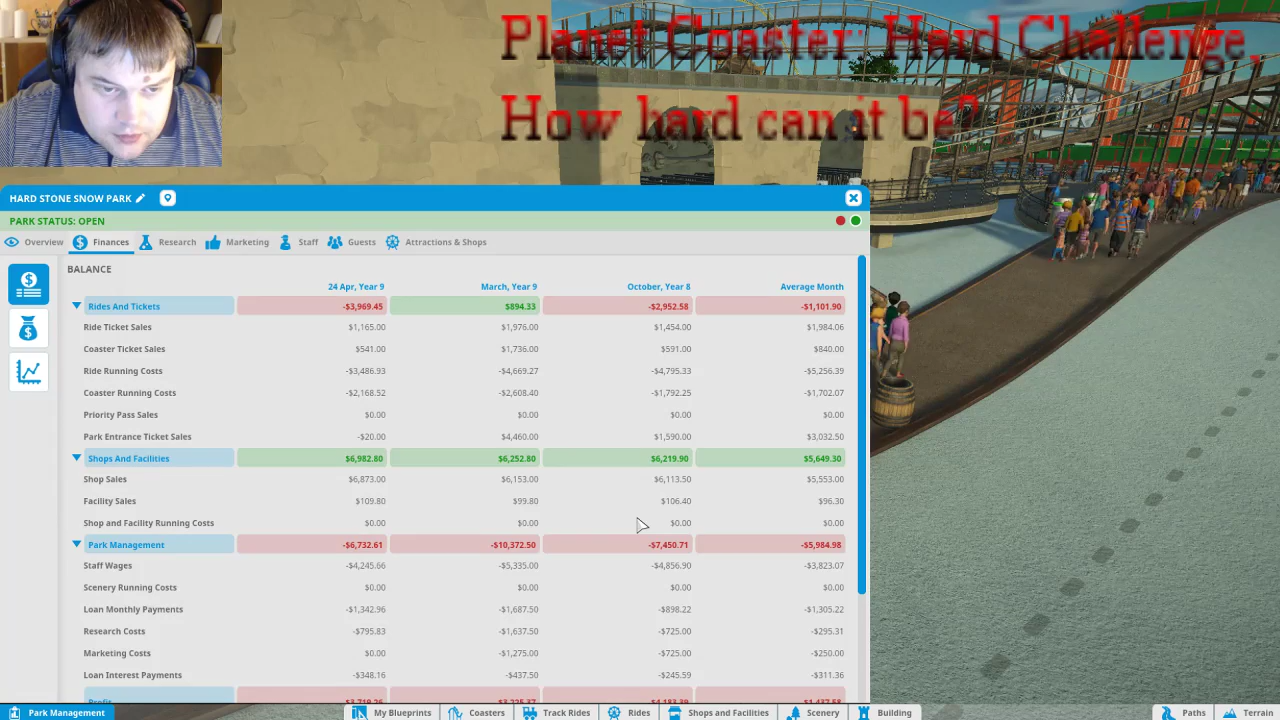 Planet Coaster: Hard Challenge,
How hard can it be?
HARD STONE SNOW PARK
PARK STATUS: OPEN
Overview Finances Research Marketing Staff Guests Attractions & Shops
BALANCE
24 Apr, Year 9 March, Year 9 October, Year 8 Average Month
Rides And Tickets -$3,969.45 $894.33 -$2,952.58 -$1,101.90
Ride Ticket Sales $1,165.00 $1,976.00 $1,454.00 $1,984.06
Coaster Ticket Sales $541.00 $1,736.00 $591.00 $840.00
Ride Running Costs -$3,486.93 -$4,669.27 -$4,795.33 -$5,256.39
Coaster Running Costs -$2,168.52 -$2,608.40 -$1,792.25 -$1,702.07
Priority Pass Sales $0.00 $0.00 $0.00 $0.00
Park Entrance Ticket Sales -$20.00 $4,460.00 $1,590.00 $3,032.50
Shops And Facilities $6,982.80 $6,252.80 $6,219.90 $5,649.30
Shop Sales $6,873.00 $6,153.00 $6,113.50 $5,553.00
Facility Sales $109.80 $99.80 $106.40 $96.30
Shop and Facility Running Costs $0.00 $0.00 $0.00 $0.00
Park Management -$6,732.61 -$10,372.50 -$7,450.71 -$5,984.98
Staff Wages -$4,245.66 -$5,335.00 -$4,856.90 -$3,823.07
Scenery Running Costs $0.00 $0.00 $0.00 $0.00
Loan Monthly Payments -$1,342.96 -$1,687.50 -$898.22 -$1,305.22
Research Costs -$795.83 -$1,637.50 -$725.00 -$295.31
Marketing Costs $0.00 -$1,275.00 -$725.00 -$250.00
Loan Interest Payments -$348.16 -$437.50 -$245.59 -$311.36
Profit
Park Management My Blueprints Coasters Track Rides Rides Shops and Facilities Scenery Building Paths Terrain